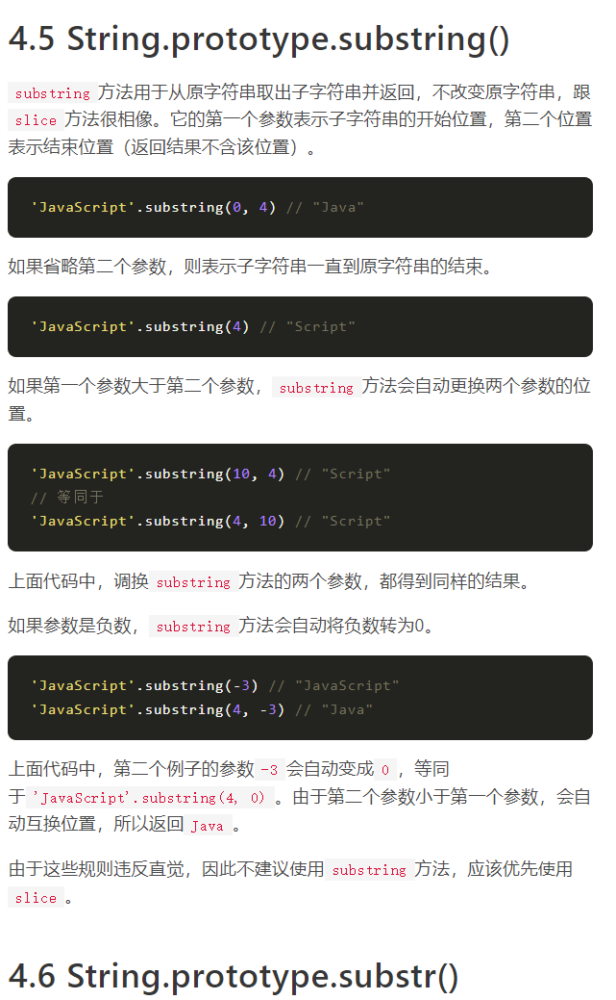 4.5 String.prototype.substring()
substring 方法用于从原字符串取出子字符串并返回，不改变原字符串，跟
slice 方法很相像。它的第一个参数表示子字符串的开始位置，第二个位置
表示结束位置（返回结果不含该位置）。
'JavaScript'.substring(0, 4) // "Java"
如果省略第二个参数，则表示子字符串一直到原字符串的结束。
'JavaScript'.substring(4) // "Script"
如果第一个参数大于第二个参数， substring 方法会自动更换两个参数的位
置。
'JavaScript'.substring(10, 4) // "Script"
// 等同于
'JavaScript'.substring(4, 10) // "Script"
上面代码中，调换 substring 方法的两个参数，都得到同样的结果。
如果参数是负数， substring 方法会自动将负数转为0。
'JavaScript'.substring(-3) // "JavaScript"
'JavaScript'.substring(4, -3) // "Java"
上面代码中，第二个例子的参数 -3 会自动变成 0 ，等同
于 'JavaScript'.substring(4, 0) 。由于第二个参数小于第一个参数，会自
动互换位置，所以返回 Java 。
由于这些规则违反直觉，因此不建议使用 substring 方法，应该优先使用
slice 。
4.6 String.prototype.substr()